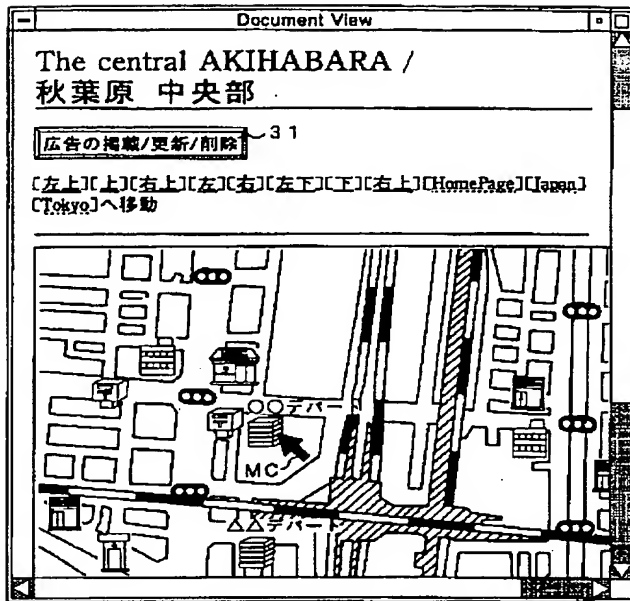 Document View
The central AKIHABARA /
秋葉原 中央部
広告の掲載/更新/削除
31
[左上][上][右上][左][右][左下][下][右上][HomePage][Japan]
[Tokyo]へ移動
○○デパート
MC
△△デパート